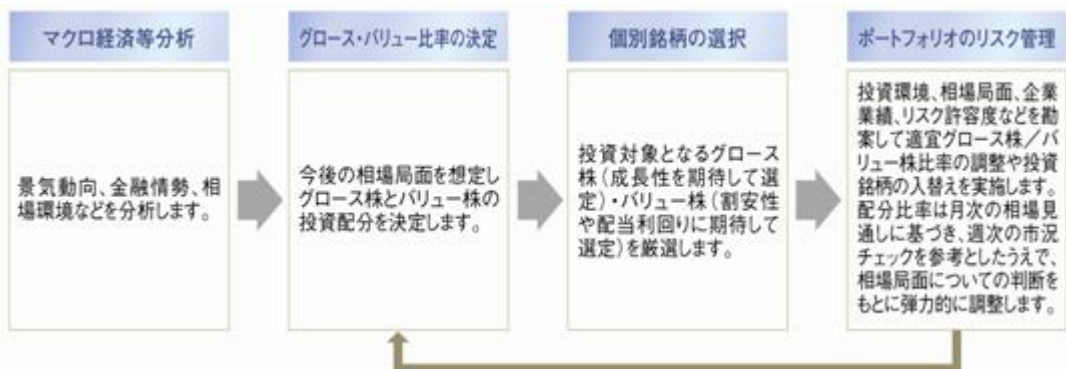 マクロ経済等分析
景気動向、金融情勢、相
場環境などを分析します。
グロース・バリュー比率の決定
今後の相場局面を想定し
グロース株とバリュー株の
投資配分を決定します。
個別銘柄の選択
投資対象となるグロース
株（成長性を期待して選
定）・バリュー株（割安性
や配当利回りに期待して
選定）を厳選します。
ポートフォリオのリスク管理
投資環境、相場局面、企業
業績、リスク許容度などを勘
案して適宜グロース株／バ
リュー株比率の調整や投資
銘柄の入替えを実施します。
配分比率は月次の相場見
通しに基づき、週次の市況
チェックを参考としたうえで、
相場局面についての判断を
もとに弾力的に調整します。